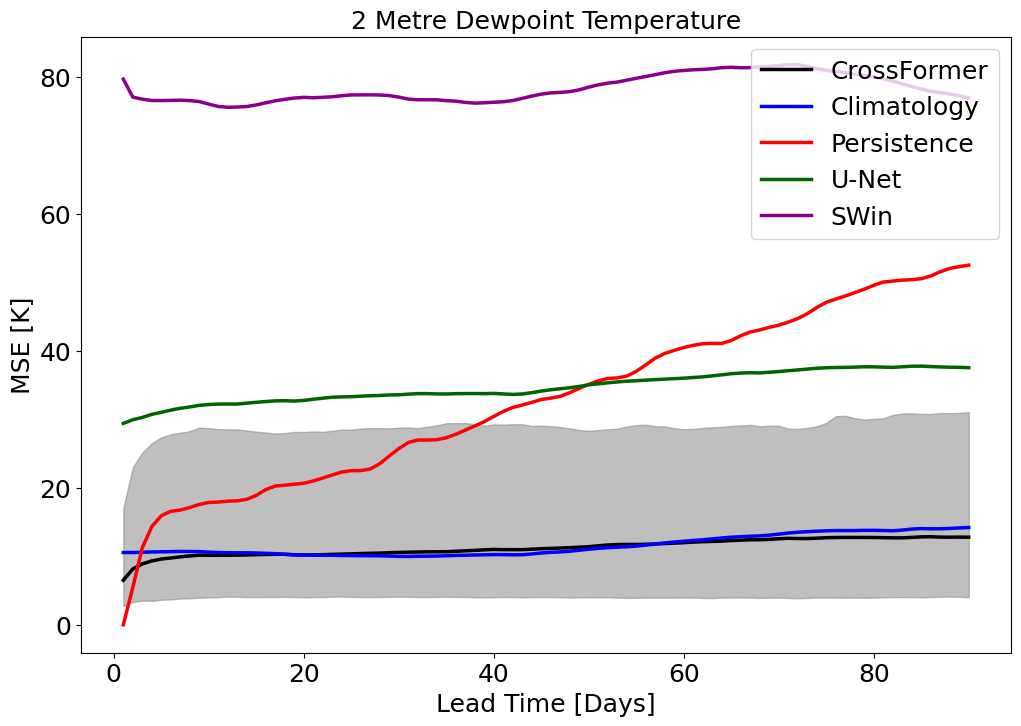 2 Metre Dewpoint Temperature
MSE [K]
80
60
40
20
0
0 20 40 60 80
Lead Time [Days]
CrossFormer
Climatology
Persistence
U-Net
SWin